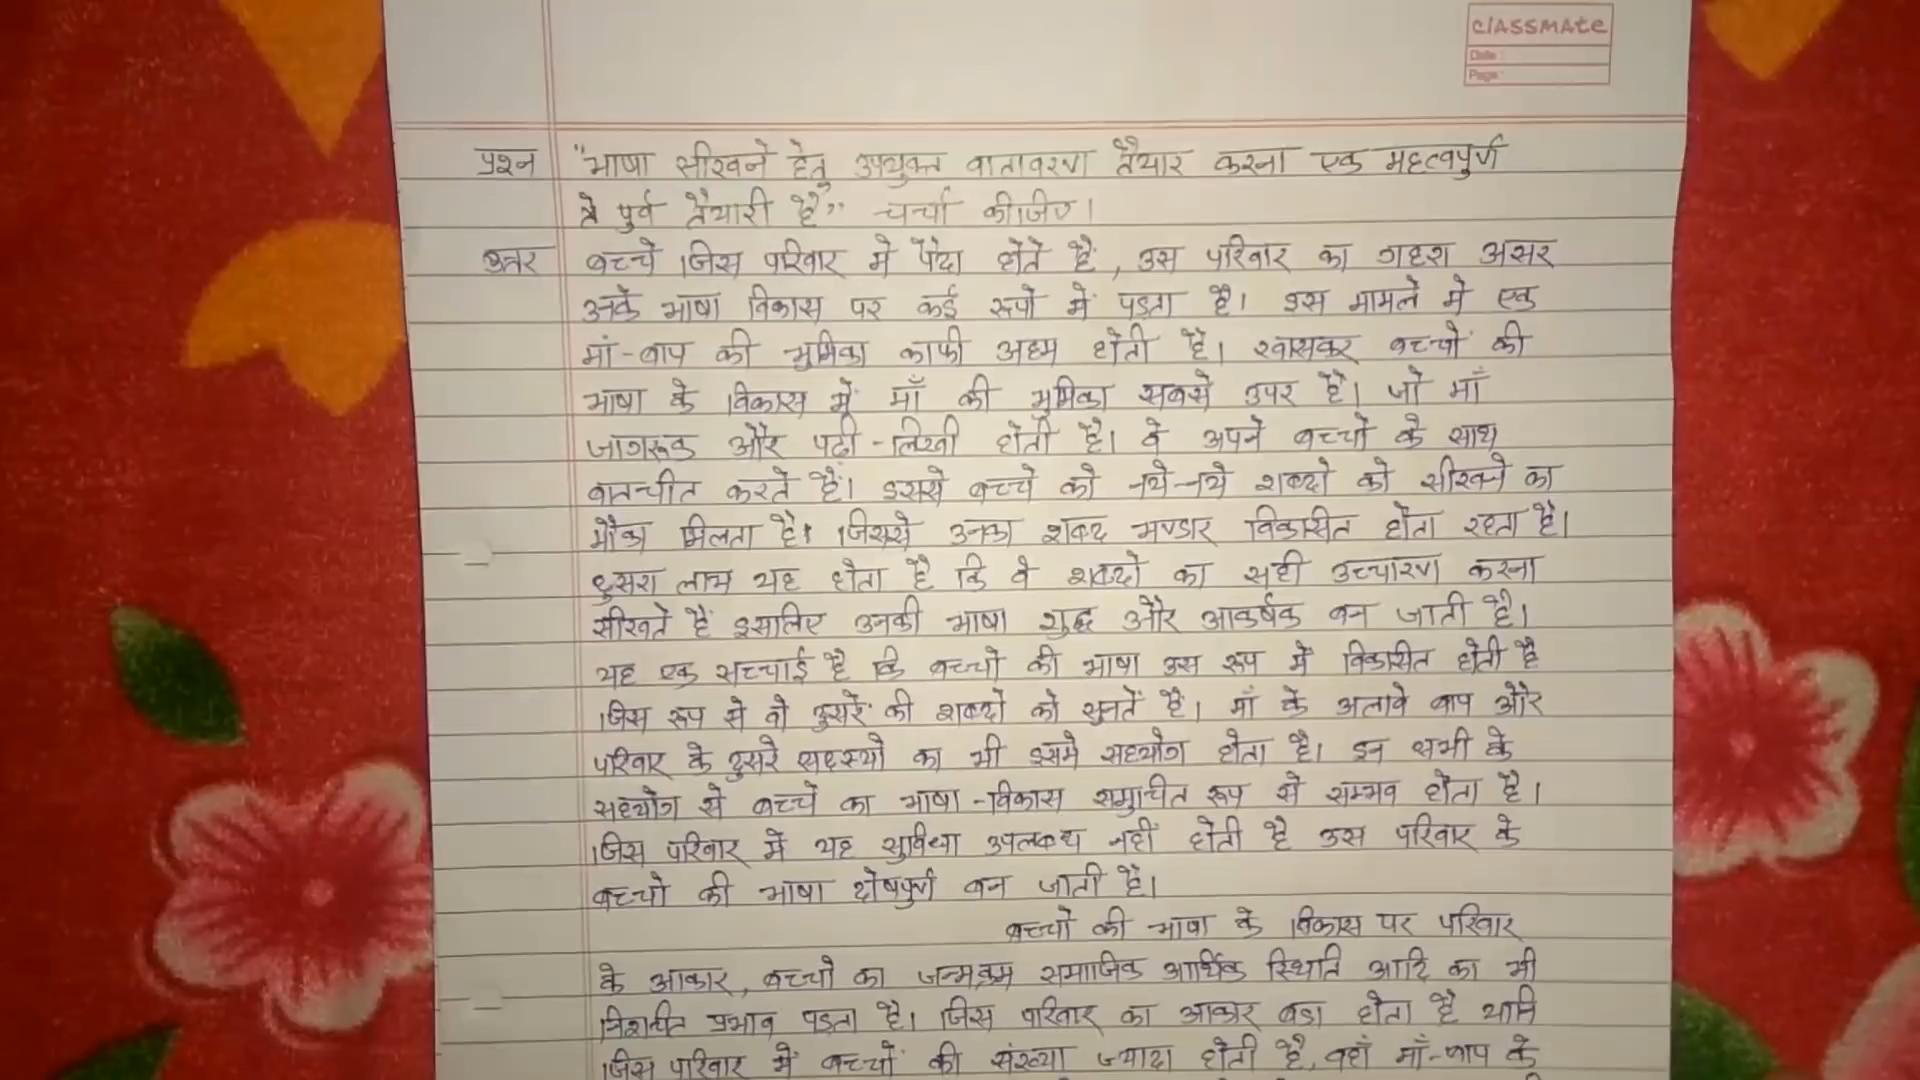 classmate
Date
Page
प्रश्न "भाषा सीखने हेतु उपयुक्त वातावरण तैयार करना एक महत्वपुर्ण
पुर्व तैयारी है" चर्चा कीजिए।
उत्तर बच्चे जिस परिवार मे पैदा होते है, उस परिवार का गहरा असर
उनके भाषा विकास पर कई रूपो में पड़ता है। इस मामले मे एक
मां-बाप की भुमिका काफी अहम होती है। खासकर बच्चों की
भाषा के विकास में माँ की भुमिका सबसे उपर है। जो माँ
जागरूक और पढ़ी-लिखी होती है। वे अपने बच्चो के साथ
बातचीत करते हैं। इससे बच्चे को नये-नये शब्दो को सीखने का
मौका मिलता है। जिससे उनका शब्द भण्डार विकासित होता रहता है।
दुसरा लाभ यह होता है कि वे शब्दो का सही उच्चारण करना
सीखते हैं इसलिए उनकी भाषा शुद्ध और आकर्षक बन जाती है।
यह एक सच्चाई है कि बच्चो की भाषा उस रूप में विकासित होती है
जिस रूप से वो दुसरें की शब्दो को सुनतें हैं। माँ के अलावे बाप और
परिवार के दुसरे सदस्यो का भी इसमे सहयोग होता है। इन सभी के
सहयोग से बच्चे का भाषा-विकास समुचित रूप से सम्भव होता है।
जिस परिवार में यह सुविधा उपलब्ध नहीं होती है उस परिवार के
बच्चो की भाषा दोषपुर्ण बन जाती है।
बच्चो की भाषा के विकास पर परिवार
के आकार, बच्चो का जन्मक्रम समाजिक आर्थिक स्थिति आदि का भी
प्रभाव पड़ता है। जिस परिवार का आकार बड़ा होता है यानि
जिस परिवार में बच्चों की संख्या ज्यादा होती है, वहाँ माँ-बाप के